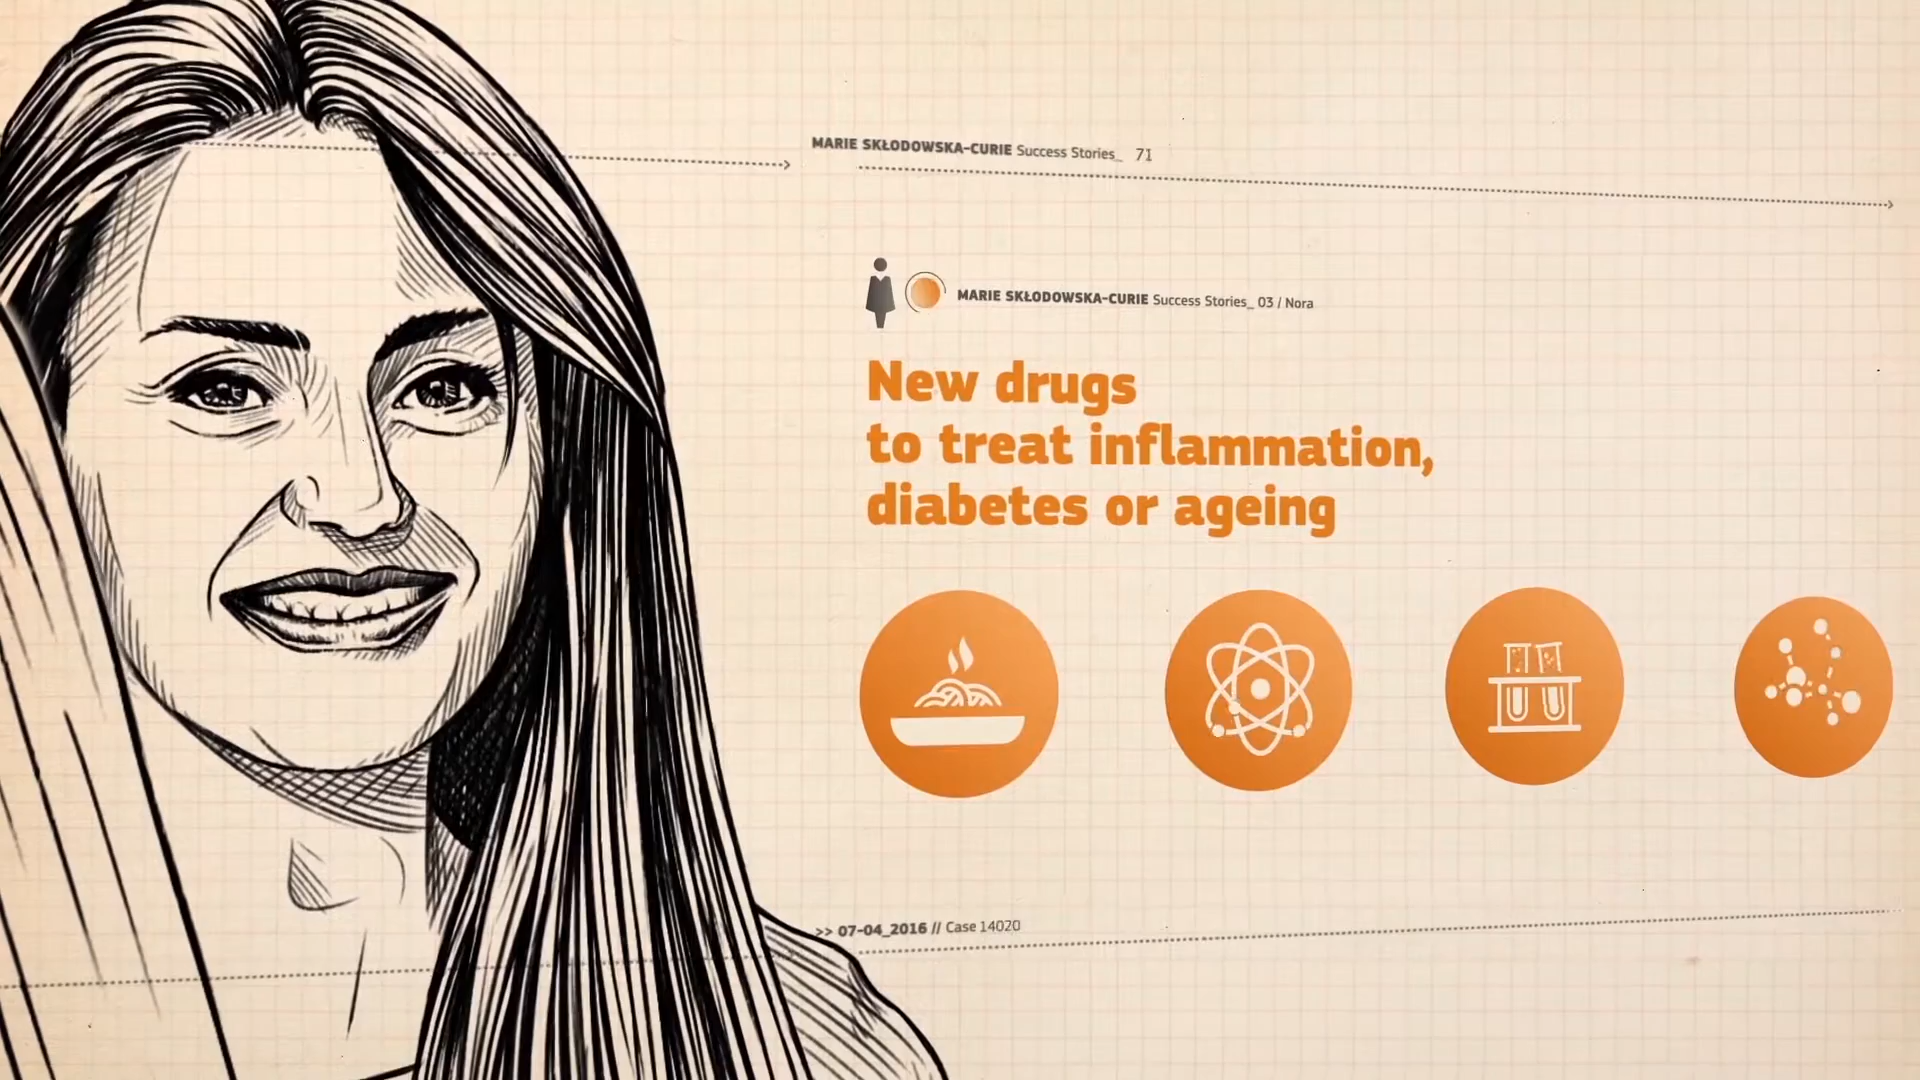 MARIE SKŁODOWSKA-CURIE Success Stories_ 71
MARIE SKŁODOWSKA-CURIE Success Stories_ 03 / Nora
New drugs
to treat inflammation,
diabetes or ageing
>> 07-04_2016 // Case 14020